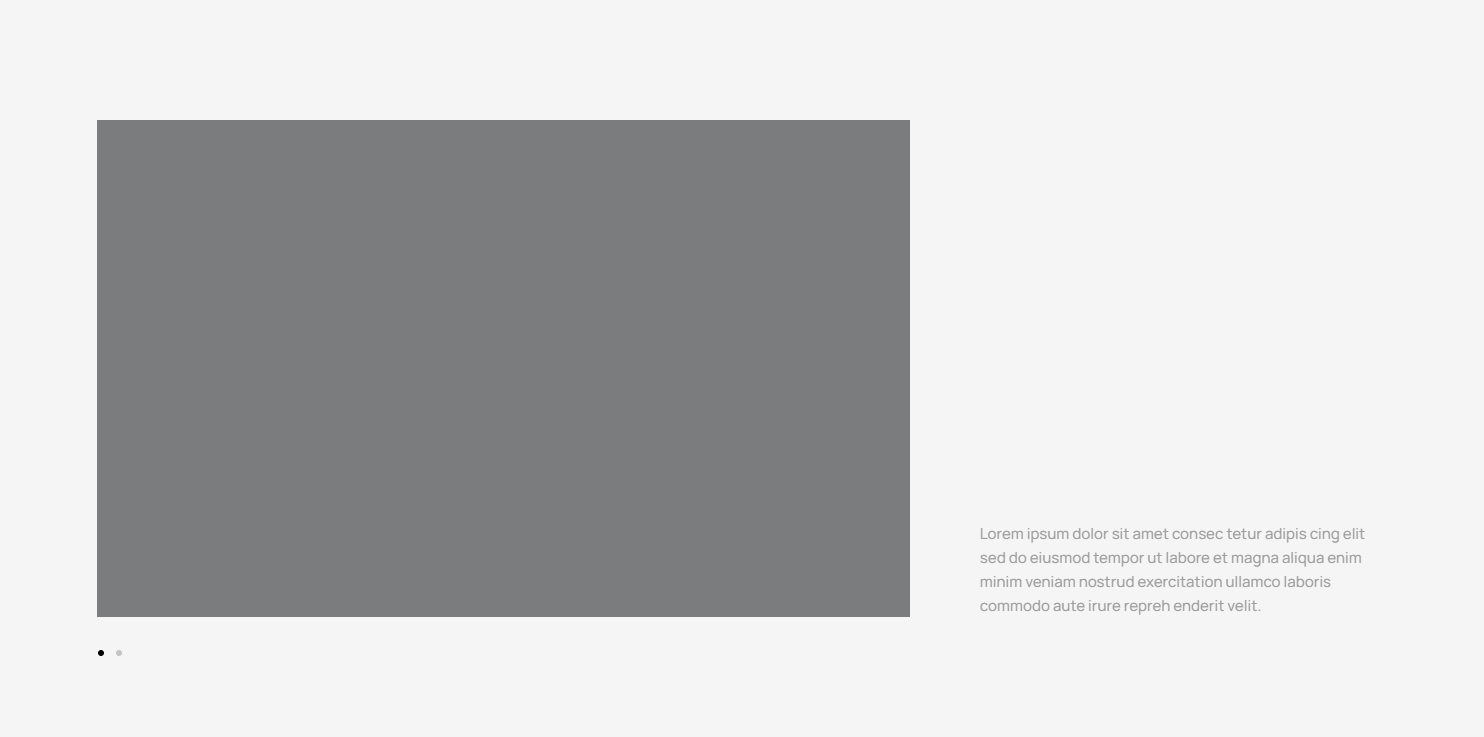 Lorem ipsum dolor sit amet consec tetur adipis cing elit
sed do eiusmod tempor ut labore et magna aliqua enim
minim veniam nostrud exercitation ullamco laboris
commodo aute irure repreh enderit velit.